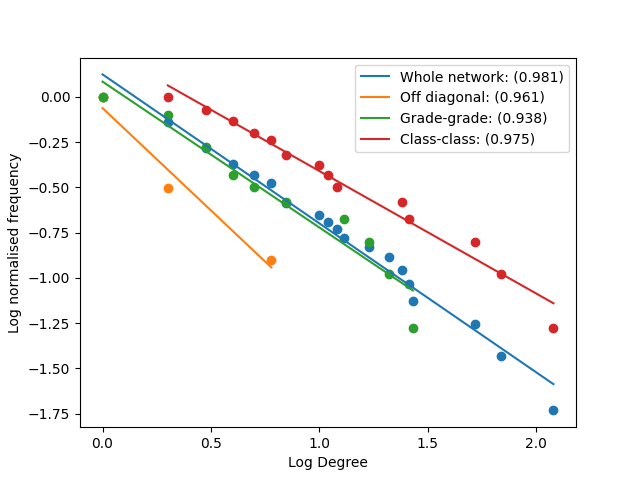 Whole network: (0.981)
Off diagonal: (0.961)
Grade-grade: (0.938)
Class-class: (0.975)
0.00
−0.25
−0.50
−0.75
−1.00
−1.25
−1.50
−1.75
Log normalised frequency
0.0 0.5 1.0 1.5 2.0
Log Degree